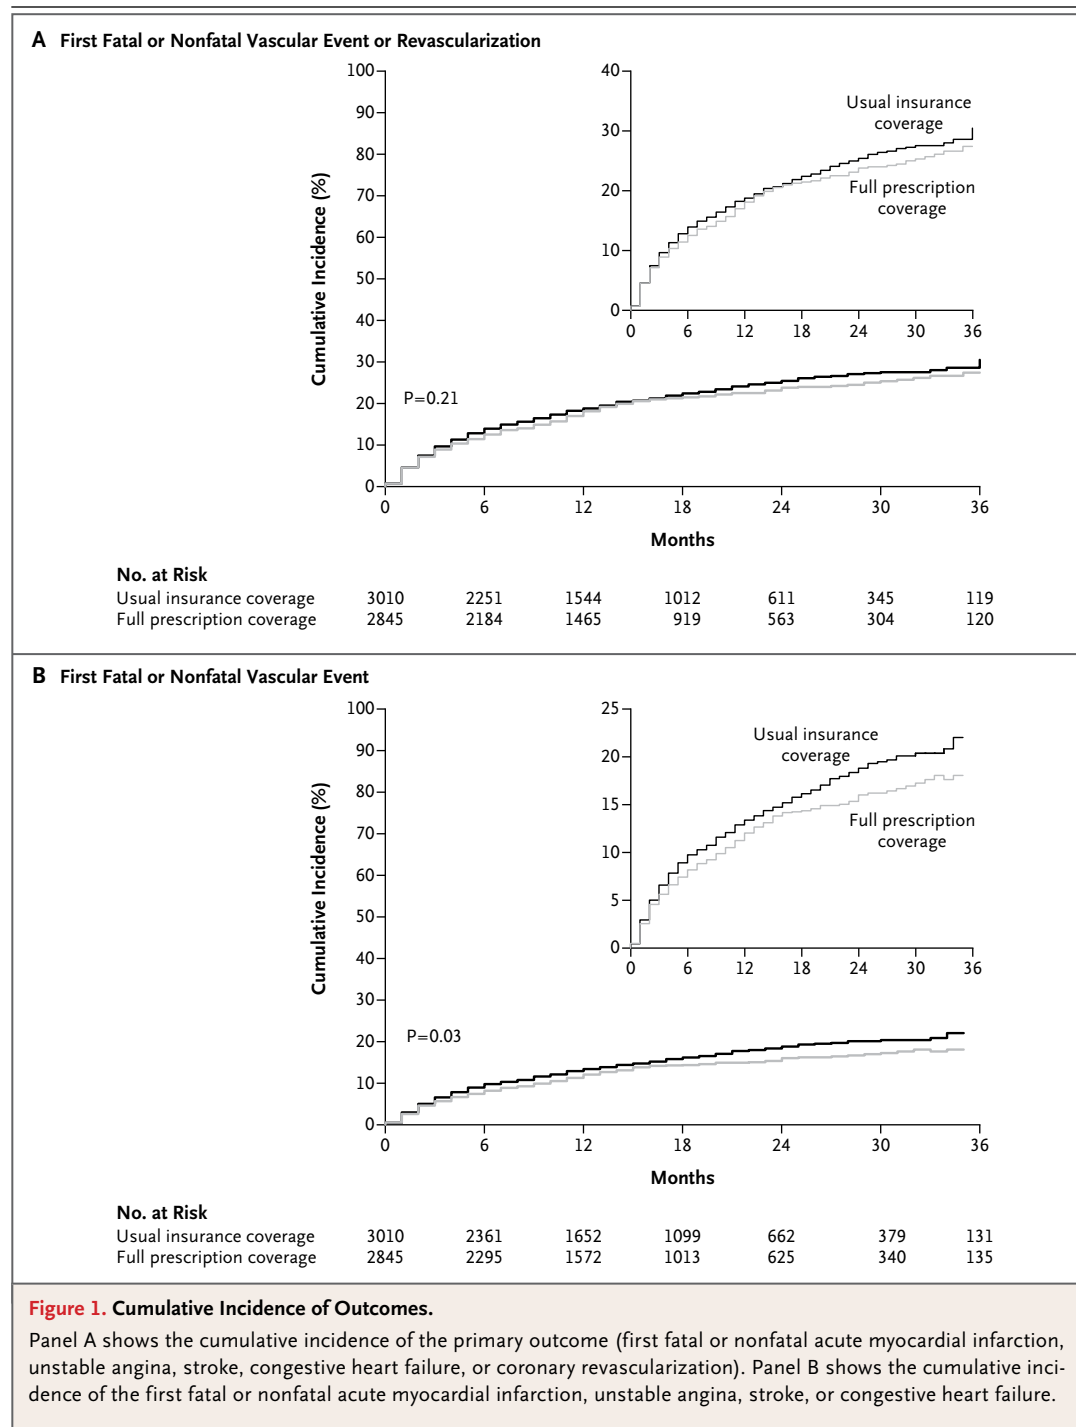 A First Fatal or Nonfatal Vascular Event or Revascularization
Cumulative Incidence (%)
100
90
80
70
60
50
40
30
20
10
0
0 6 12 18 24 30 36
Months
P=0.21
40
30
20
10
0
0 6 12 18 24 30 36
Usual insurance
coverage
Full prescription
coverage
No. at Risk
Usual insurance coverage 3010 2251 1544 1012 611 345 119
Full prescription coverage 2845 2184 1465 919 563 304 120
B First Fatal or Nonfatal Vascular Event
Cumulative Incidence (%)
100
90
80
70
60
50
40
30
20
10
0
0 6 12 18 24 30 36
Months
P=0.03
25
20
15
10
5
0
0 6 12 18 24 30 36
Usual insurance
coverage
Full prescription
coverage
No. at Risk
Usual insurance coverage 3010 2361 1652 1099 662 379 131
Full prescription coverage 2845 2295 1572 1013 625 340 135
Figure 1. Cumulative Incidence of Outcomes.
Panel A shows the cumulative incidence of the primary outcome (first fatal or nonfatal acute myocardial infarction,
unstable angina, stroke, congestive heart failure, or coronary revascularization). Panel B shows the cumulative inci-
dence of the first fatal or nonfatal acute myocardial infarction, unstable angina, stroke, or congestive heart failure.